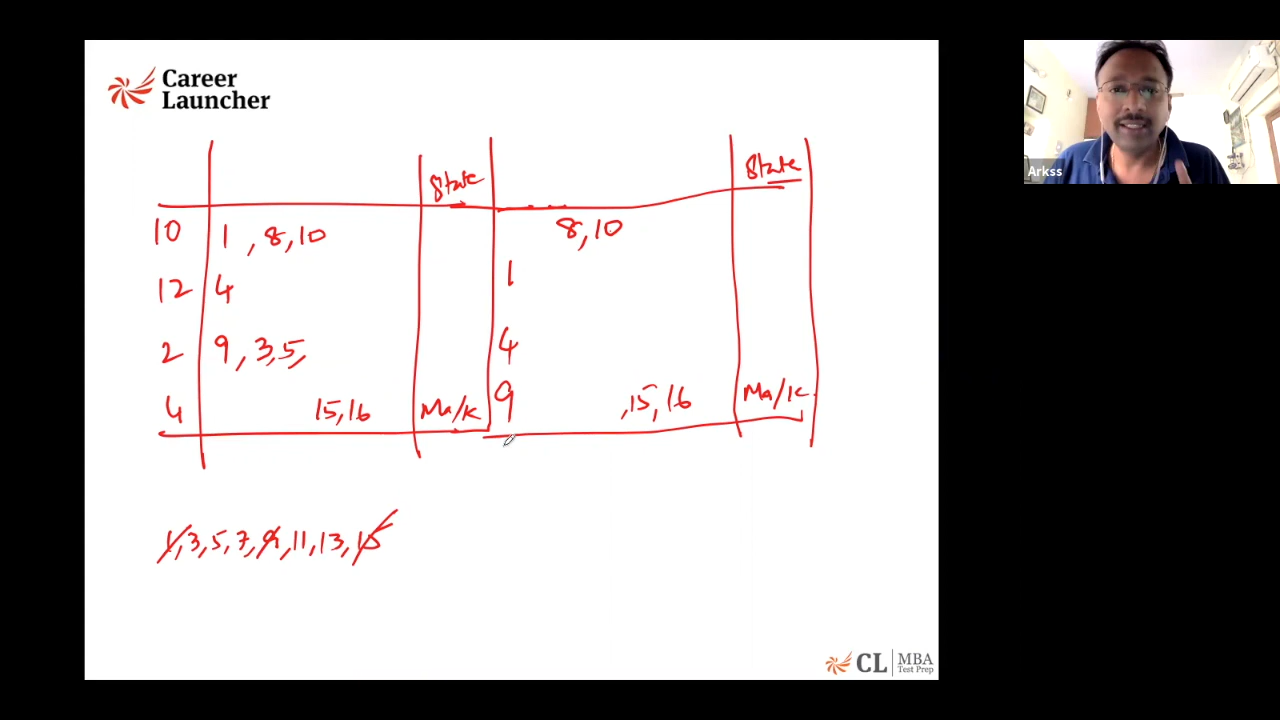 Career
Launcher
Arkss
State
State
10 1 , 8, 10 8, 10
12 4 1
2 9, 3, 5, 4
4 15, 16 Ma/K 9 , 15, 16 Ma/K
1, 3, 5, 7, 9, 11, 13, 15
CL MBA
Test Prep